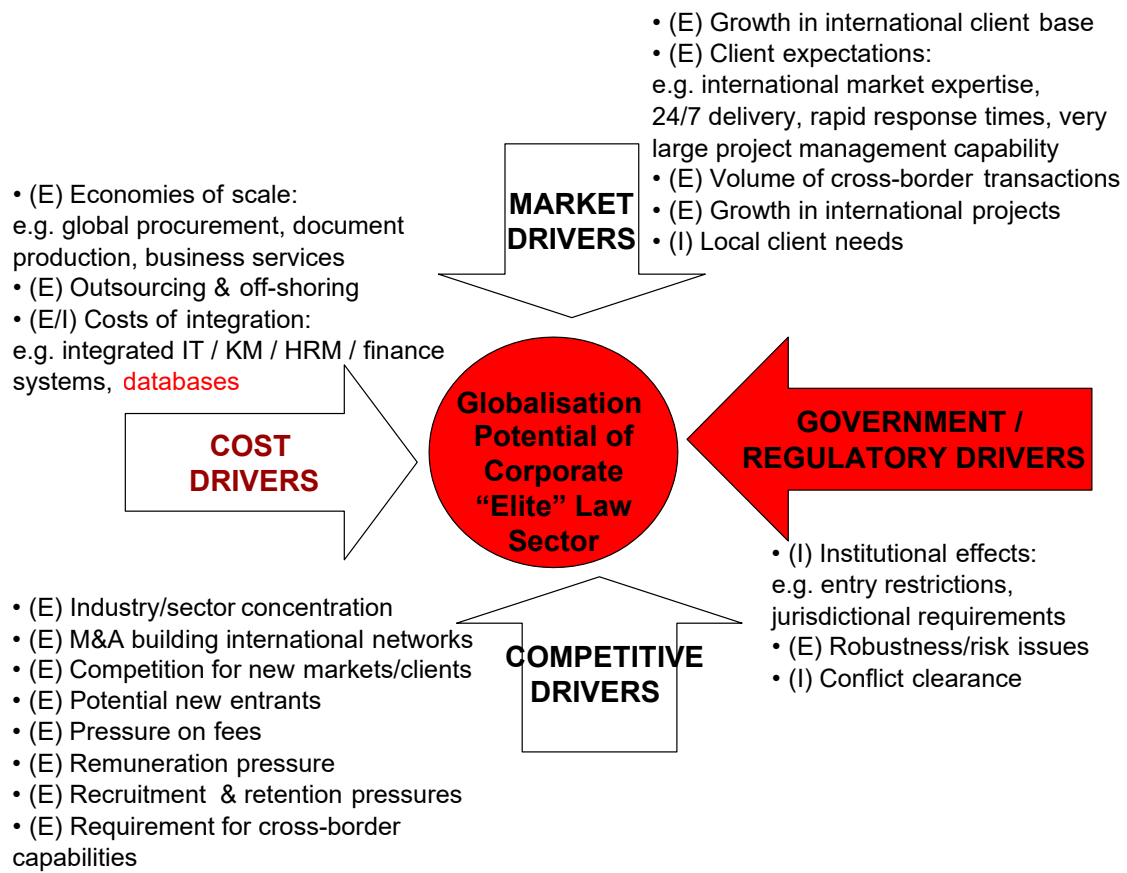 • (E) Growth in international client base
• (E) Client expectations:
e.g. international market expertise,
24/7 delivery, rapid response times, very
large project management capability
• (E) Volume of cross-border transactions
• (E) Growth in international projects
• (I) Local client needs
MARKET
DRIVERS
• (E) Economies of scale:
e.g. global procurement, document
production, business services
• (E) Outsourcing & off-shoring
• (E/I) Costs of integration:
e.g. integrated IT / KM / HRM / finance
systems, databases
COST
DRIVERS
Globalisation
Potential of
Corporate
“Elite” Law
Sector
GOVERNMENT /
REGULATORY DRIVERS
• (I) Institutional effects:
e.g. entry restrictions,
jurisdictional requirements
• (E) Robustness/risk issues
• (I) Conflict clearance
COMPETITIVE
DRIVERS
• (E) Industry/sector concentration
• (E) M&A building international networks
• (E) Competition for new markets/clients
• (E) Potential new entrants
• (E) Pressure on fees
• (E) Remuneration pressure
• (E) Recruitment & retention pressures
• (E) Requirement for cross-border
capabilities